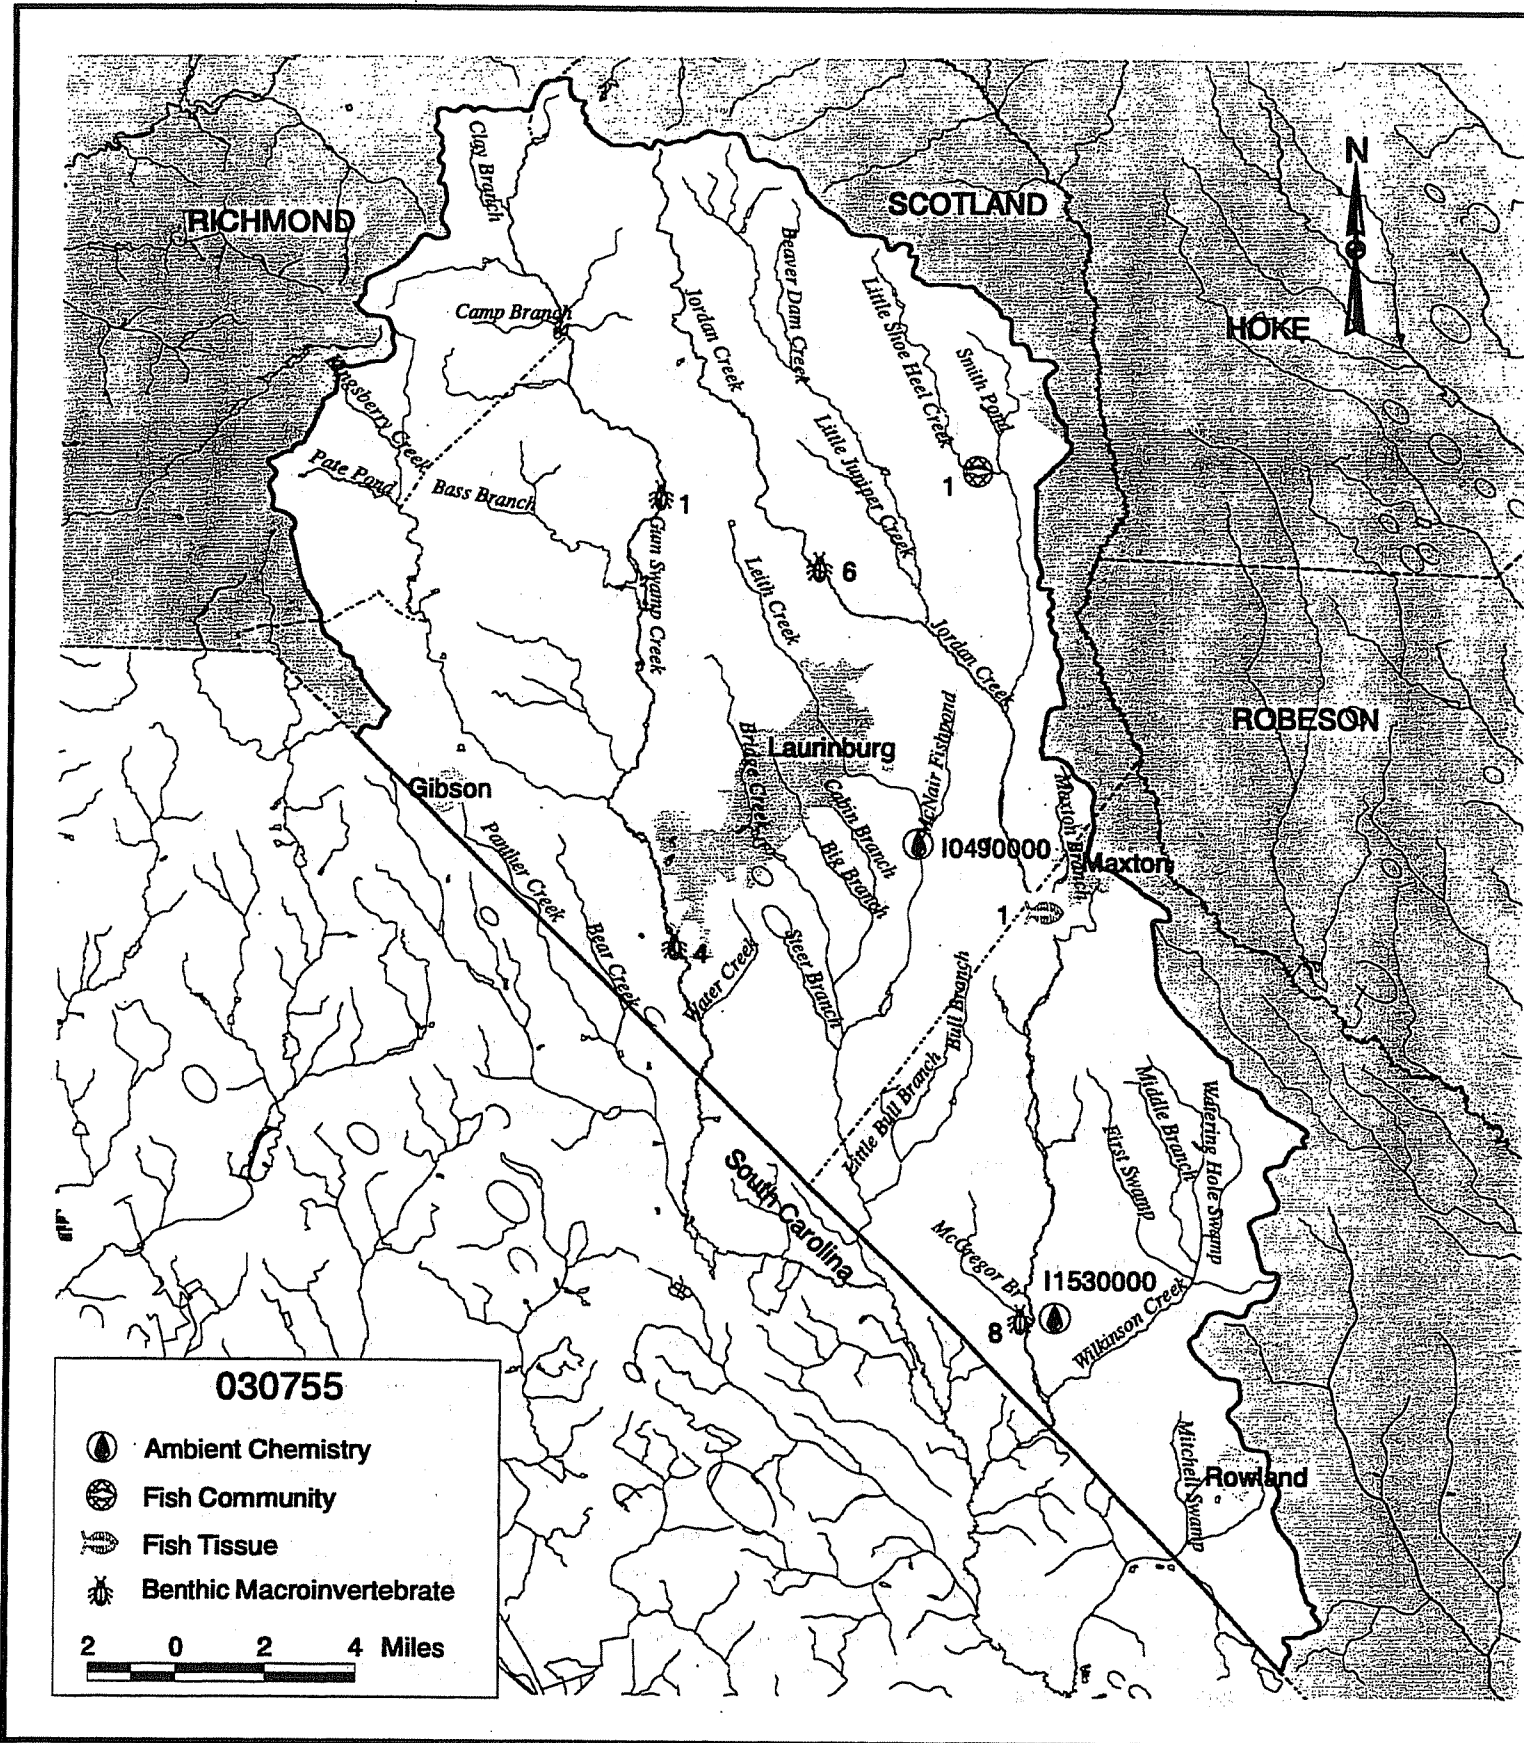 N
RICHMOND
SCOTLAND
HOKE
ROBESON
Clay Branch
Camp Branch
Beaver Dam Creek
Jordan Creek
Little Shoe Heel Creek
Smith Pond
Pate Pond
Bass Branch
Little Juniper Creek
1
1
6
Gum Swamp Creek
Leith Creek
Jordan Creek
McNair Fishpond
Laurinburg
Bridge Creek
Cabin Branch
Big Branch
Gibson
Panther Creek
Bear Creek
I0490000
Maxton Branch
Maxton
1
4
Water Creek
Steer Branch
Bull Branch
Little Bull Branch
Middle Branch
Watering Hole Swamp
First Swamp
South Carolina
McGregor Br
I1530000
8
Wilkinson Creek
Mitchell Swamp
Rowland
030755
Ambient Chemistry
Fish Community
Fish Tissue
Benthic Macroinvertebrate
2 0 2 4 Miles